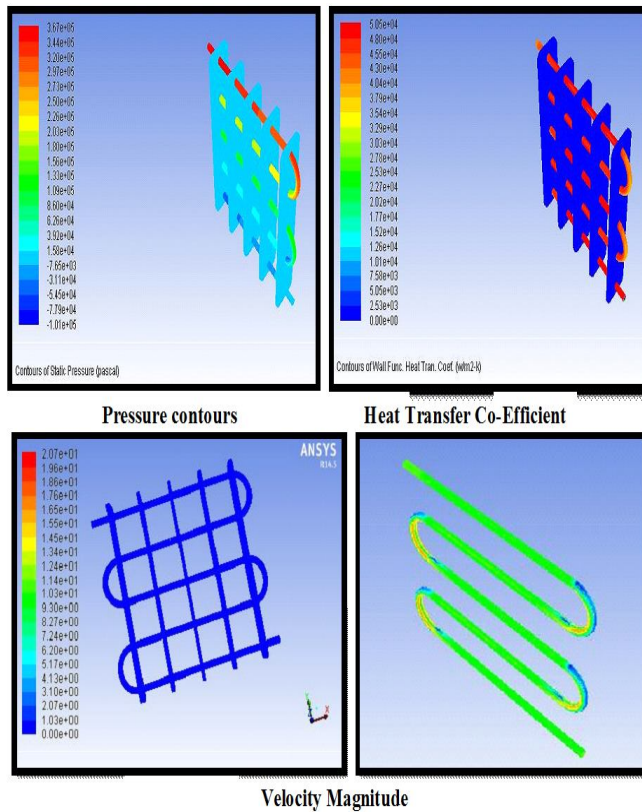 3.67e+05
3.44e+05
3.20e+05
2.97e+05
2.73e+05
2.50e+05
2.26e+05
2.03e+05
1.80e+05
1.56e+05
1.33e+05
1.09e+05
8.60e+04
6.26e+04
3.92e+04
1.58e+04
-7.65e+03
-3.11e+04
-5.45e+04
-7.79e+04
-1.01e+05
Contours of Static Pressure (pascal)
5.05e+04
4.80e+04
4.55e+04
4.30e+04
4.04e+04
3.79e+04
3.54e+04
3.29e+04
3.03e+04
2.78e+04
2.53e+04
2.27e+04
2.02e+04
1.77e+04
1.52e+04
1.26e+04
1.01e+04
7.58e+03
5.05e+03
2.53e+03
0.00e+00
Contours of Wall Func. Heat Tran. Coef. (w/m2-k)
Pressure contours
Heat Transfer Co-Efficient
2.07e+01
1.96e+01
1.86e+01
1.76e+01
1.65e+01
1.55e+01
1.45e+01
1.34e+01
1.24e+01
1.14e+01
1.03e+01
9.30e+00
8.27e+00
7.24e+00
6.20e+00
5.17e+00
4.13e+00
3.10e+00
2.07e+00
1.03e+00
0.00e+00
ANSYS
R14.5
Y
X
Velocity Magnitude